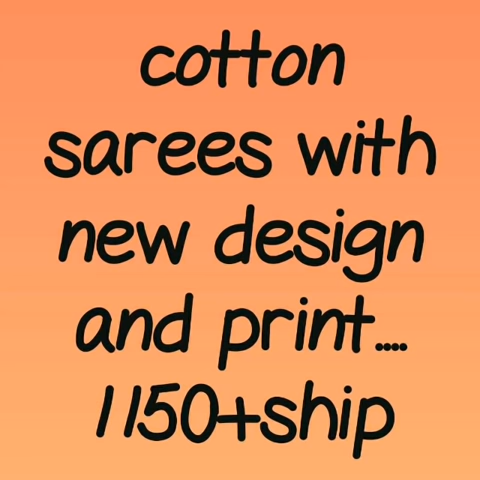 cotton
sarees with
new design
and print....
1150+ship